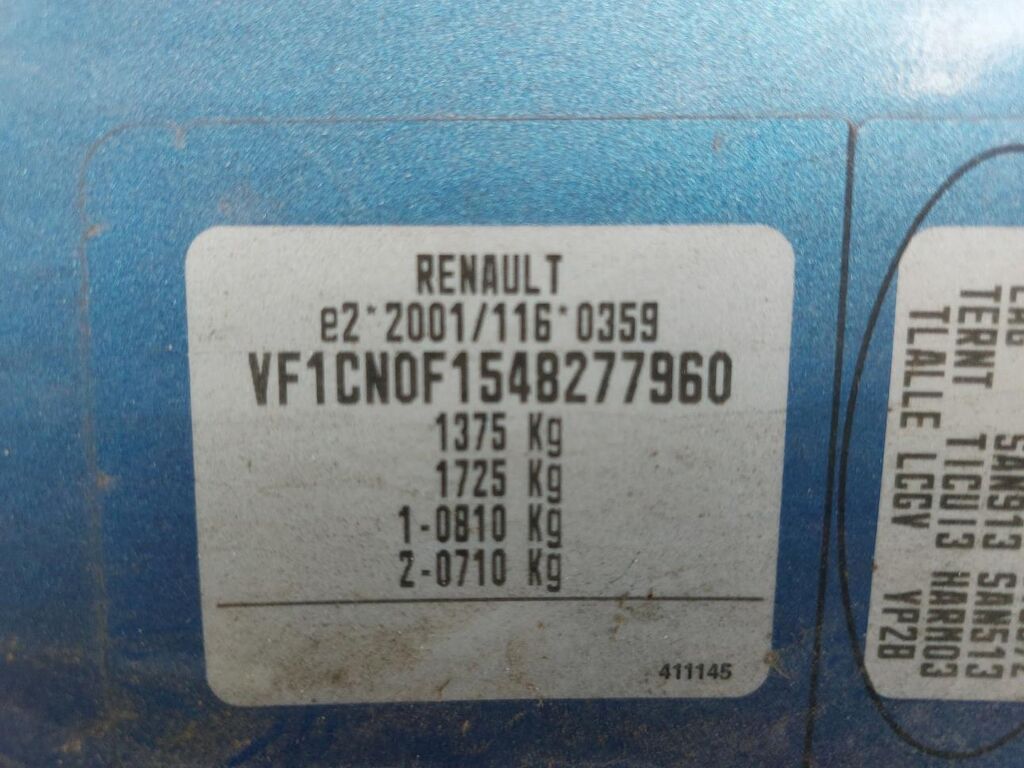 RENAULT
e2*2001/116*0359
VF1CN0F1548277960
1375 Kg
1725 Kg
1-0810 Kg
2-0710 Kg
411145
SAN913 SAN513
TERNT TICUI3 HARM03
TLALLE LCGV YP2B